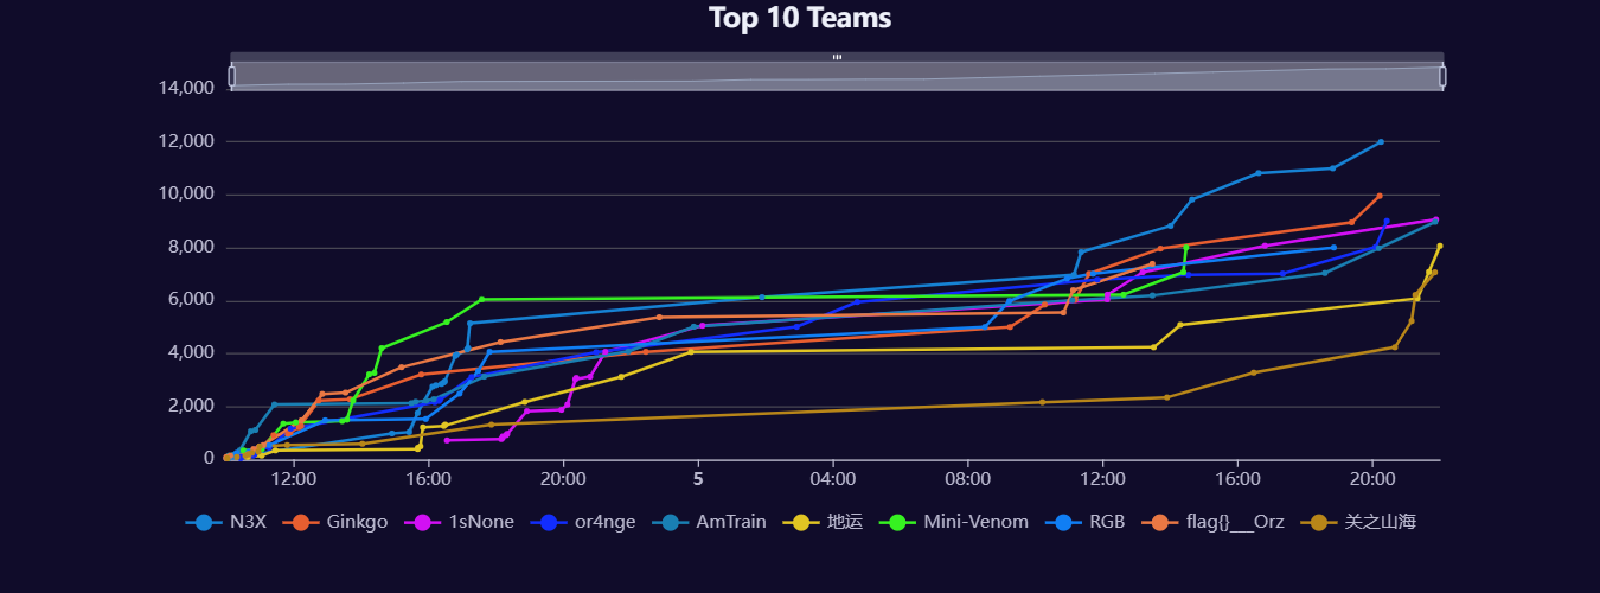 Top 10 Teams
14,000
12,000
10,000
8,000
6,000
4,000
2,000
0
12:00 16:00 20:00 5 04:00 08:00 12:00 16:00 20:00
N3X Ginkgo 1sNone or4nge AmTrain 地运 Mini-Venom RGB flag{}___Orz 关之山海